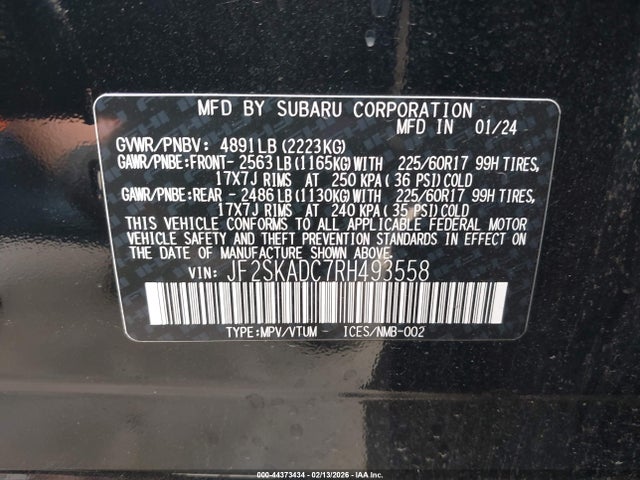 MFD BY SUBARU CORPORATION
MFD IN 01/24
GVWR/PNBV: 4891LB(2223KG)
GAWR/PNBE:FRONT- 2563LB(1165KG)WITH 225/60R17 99H TIRES,
17X7J RIMS AT 250 KPA(36 PSI)COLD
GAWR/PNBE:REAR - 2486LB(1130KG)WITH 225/60R17 99H TIRES,
17X7J RIMS AT 240 KPA(35 PSI)COLD
THIS VEHICLE CONFORMS TO ALL APPLICABLE FEDERAL MOTOR
VEHICLE SAFETY AND THEFT PREVENTION STANDARDS IN EFFECT ON
THE DATE OF MANUFACTURE SHOWN ABOVE.
VIN: JF2SKADC7RH493558
TYPE:MPV/VTUM - ICES/NMB-002
000-44373434 - 02/13/2026 - IAA Inc.